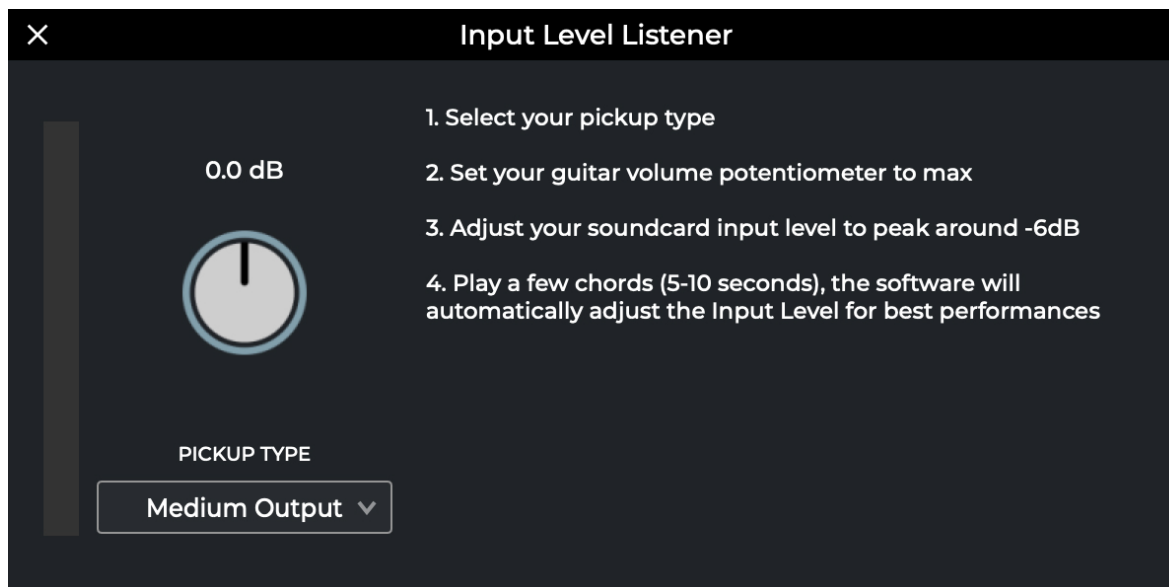 Input Level Listener
0.0 dB
PICKUP TYPE
Medium Output
1. Select your pickup type
2. Set your guitar volume potentiometer to max
3. Adjust your soundcard input level to peak around -6dB
4. Play a few chords (5-10 seconds), the software will
automatically adjust the Input Level for best performances